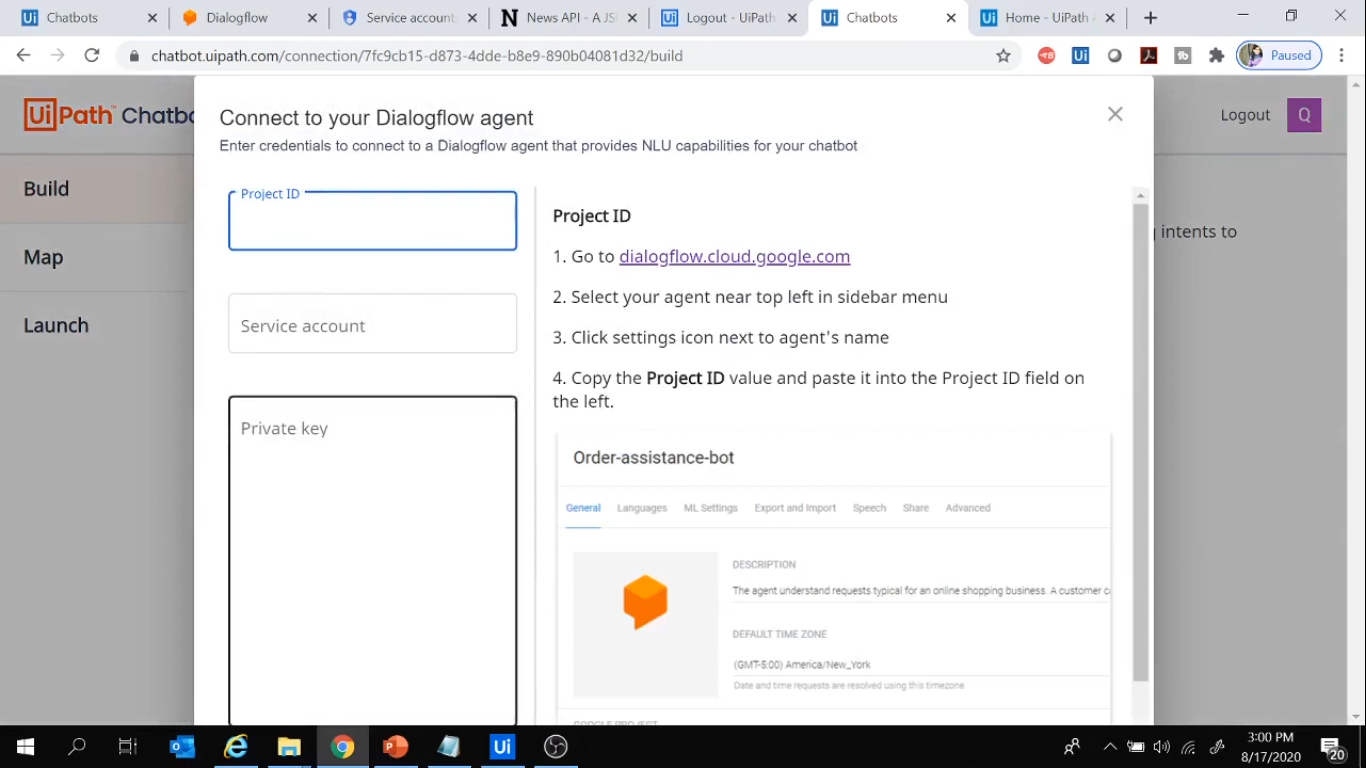 Chatbots
Dialogflow
Service account
News API - A JS
Logout - UiPath
Chatbots
Home - UiPath A
chatbot.uipath.com/connection/7fc9cb15-d873-4dde-b8e9-890b04081d32/build
Paused
UiPath Chatbo
Connect to your Dialogflow agent
Logout
Q
Enter credentials to connect to a Dialogflow agent that provides NLU capabilities for your chatbot
Build
Map
Launch
Project ID
Service account
Private key
Project ID
1. Go to dialogflow.cloud.google.com
2. Select your agent near top left in sidebar menu
3. Click settings icon next to agent's name
4. Copy the Project ID value and paste it into the Project ID field on
the left.
intents to
Order-assistance-bot
General Languages ML Settings Export and Import Speech Share Advanced
DESCRIPTION
The agent understand requests typical for an online shopping business. A customer c
DEFAULT TIME ZONE
(GMT-5:00) America/New_York
Date and time requests are resolved using this timezone
GOOGLE PROJECT
Ui
3:00 PM
8/17/2020
20